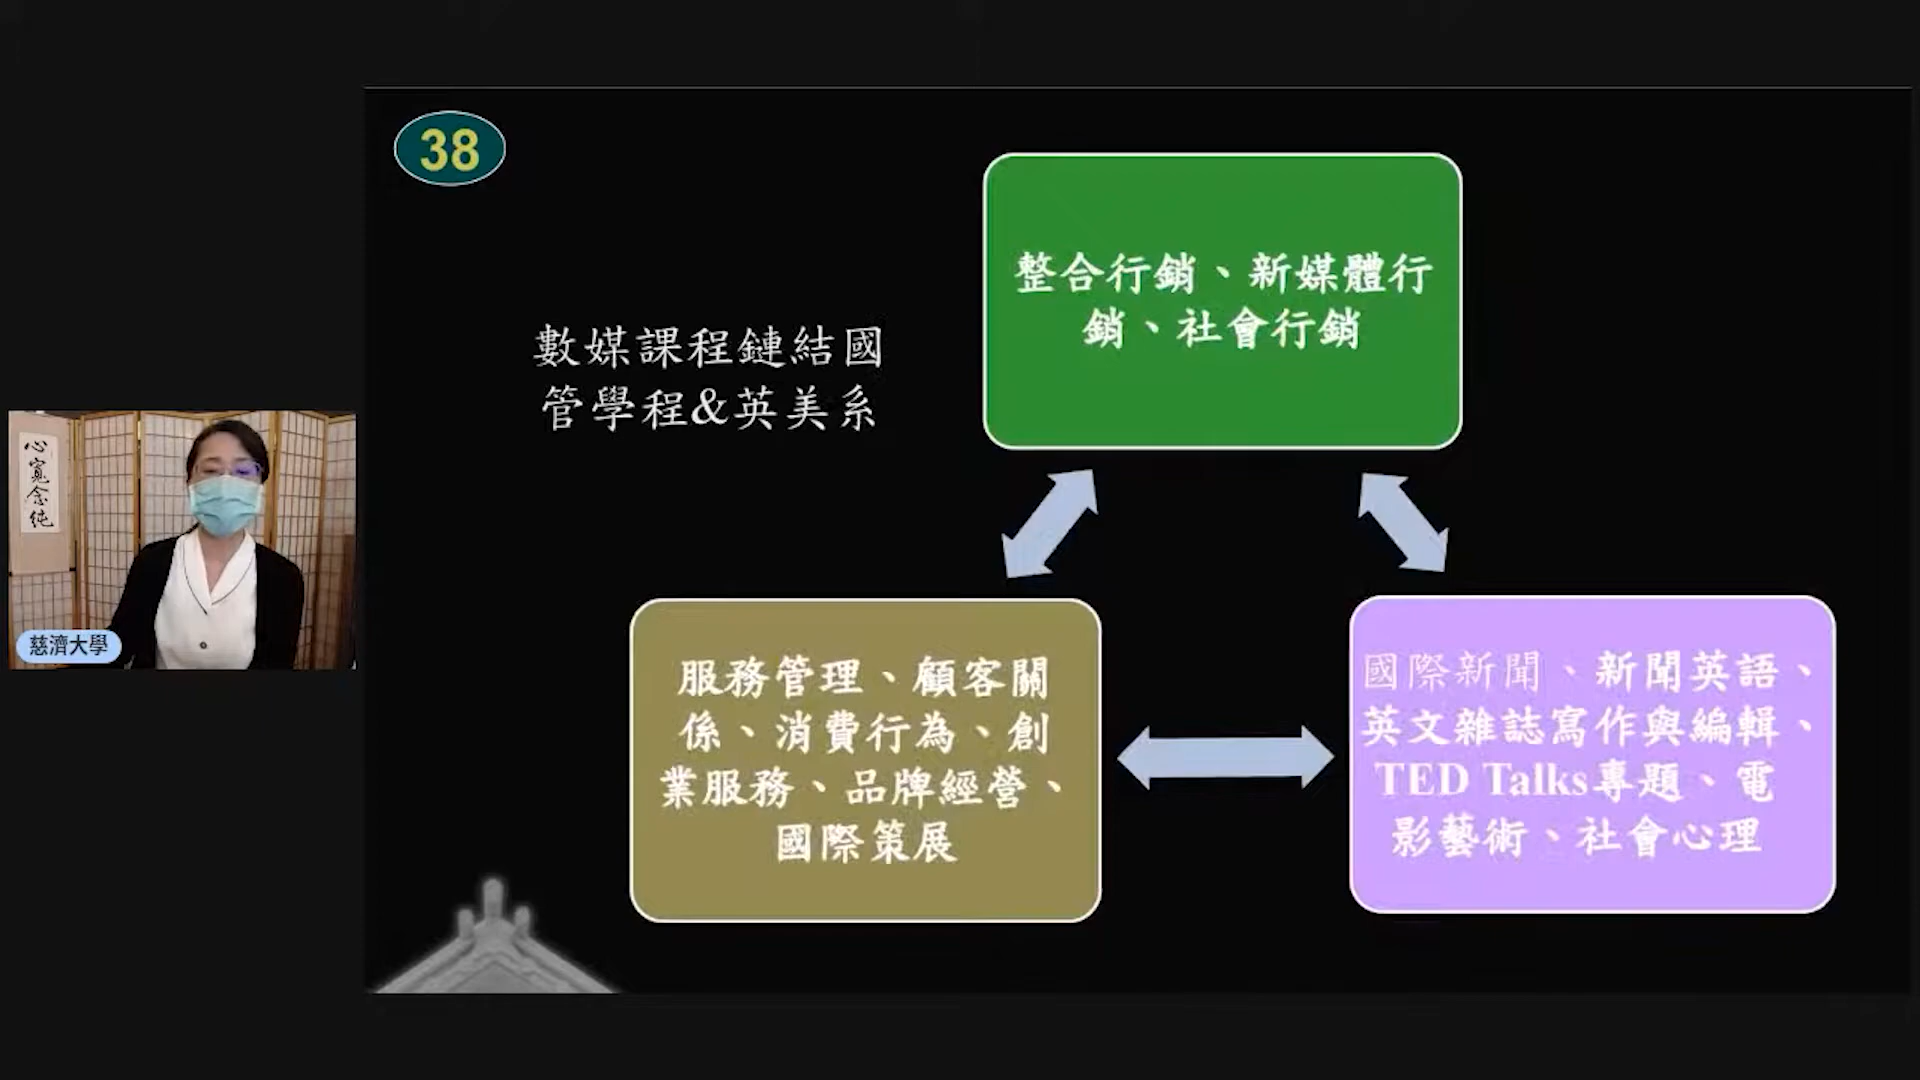 38
數媒課程鏈結國
管學程&英美系
整合行銷、新媒體行
銷、社會行銷
服務管理、顧客關
係、消費行為、創
業服務、品牌經營、
國際策展
國際新聞、新聞英語、
英文雜誌寫作與編輯、
TED Talks專題、電
影藝術、社會心理
心寬念純
慈濟大學